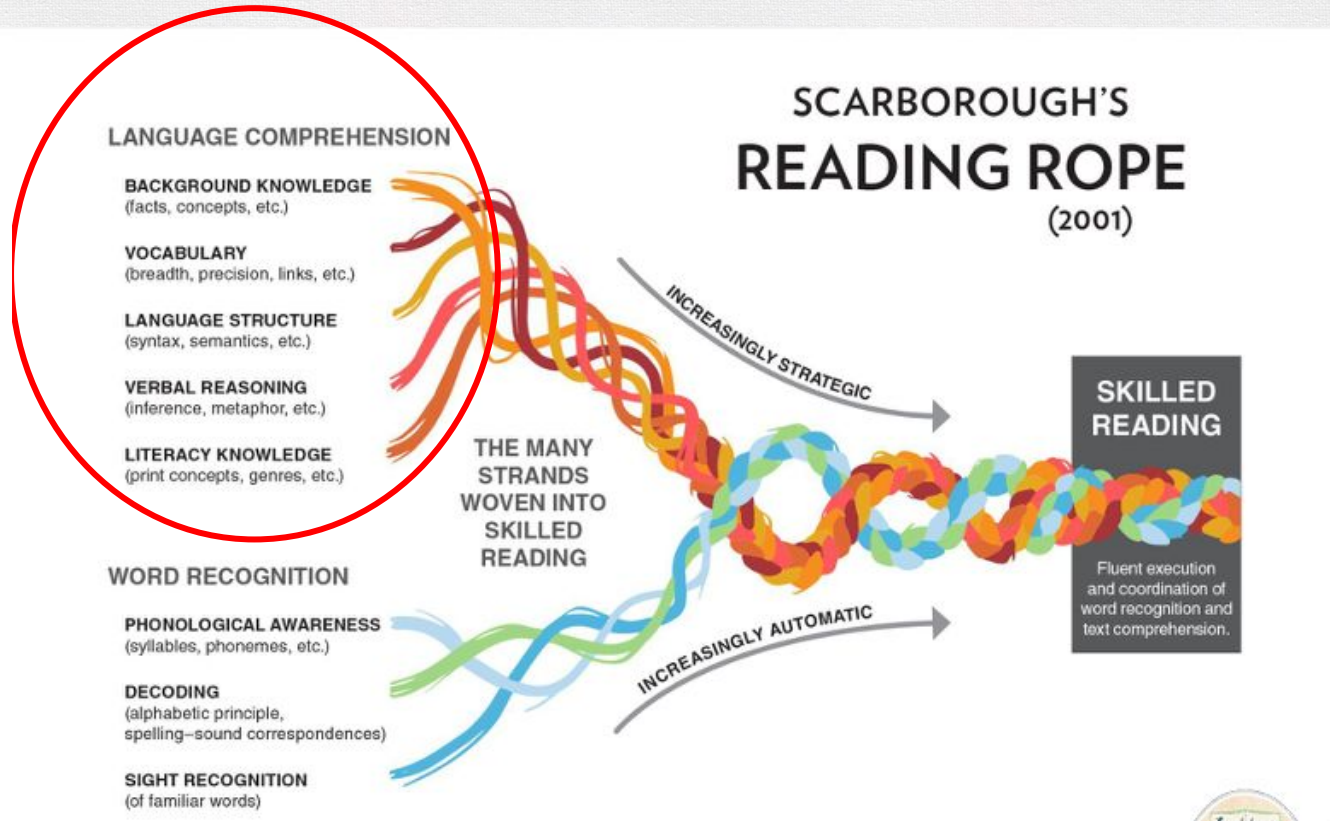 SCARBOROUGH'S
READING ROPE
(2001)
LANGUAGE COMPREHENSION
BACKGROUND KNOWLEDGE
(facts, concepts, etc.)
VOCABULARY
(breadth, precision, links, etc.)
LANGUAGE STRUCTURE
(syntax, semantics, etc.)
VERBAL REASONING
(inference, metaphor, etc.)
LITERACY KNOWLEDGE
(print concepts, genres, etc.)
WORD RECOGNITION
PHONOLOGICAL AWARENESS
(syllables, phonemes, etc.)
DECODING
(alphabetic principle,
spelling–sound correspondences)
SIGHT RECOGNITION
(of familiar words)
THE MANY
STRANDS
WOVEN INTO
SKILLED
READING
INCREASINGLY STRATEGIC
INCREASINGLY AUTOMATIC
SKILLED
READING
Fluent execution
and coordination of
word recognition and
text comprehension.